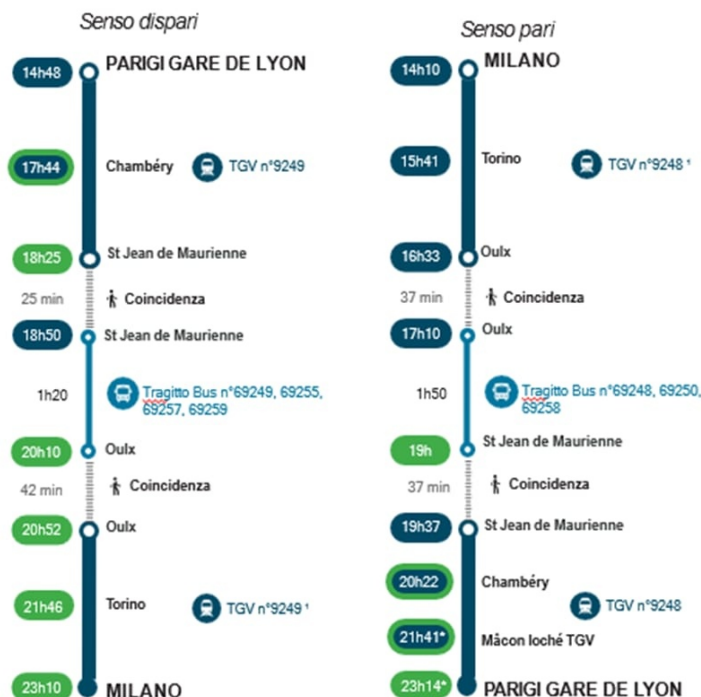 Senso dispari
14h48 PARIGI GARE DE LYON
17h44 Chambéry TGV n°9249
18h25 St Jean de Maurienne
25 min Coincidenza
18h50 St Jean de Maurienne
1h20 Tragitto Bus n°69249, 69255,
69257, 69259
20h10 Oulx
42 min Coincidenza
20h52 Oulx
21h46 Torino TGV n°9249 ¹
23h10 MILANO
Senso pari
14h10 MILANO
15h41 Torino TGV n°9248 ¹
16h33 Oulx
37 min Coincidenza
17h10 Oulx
1h50 Tragitto Bus n°69248, 69250,
69258
19h St Jean de Maurienne
37 min Coincidenza
19h37 St Jean de Maurienne
20h22 Chambéry
TGV n°9248
21h41* Mâcon loché TGV
23h14* PARIGI GARE DE LYON